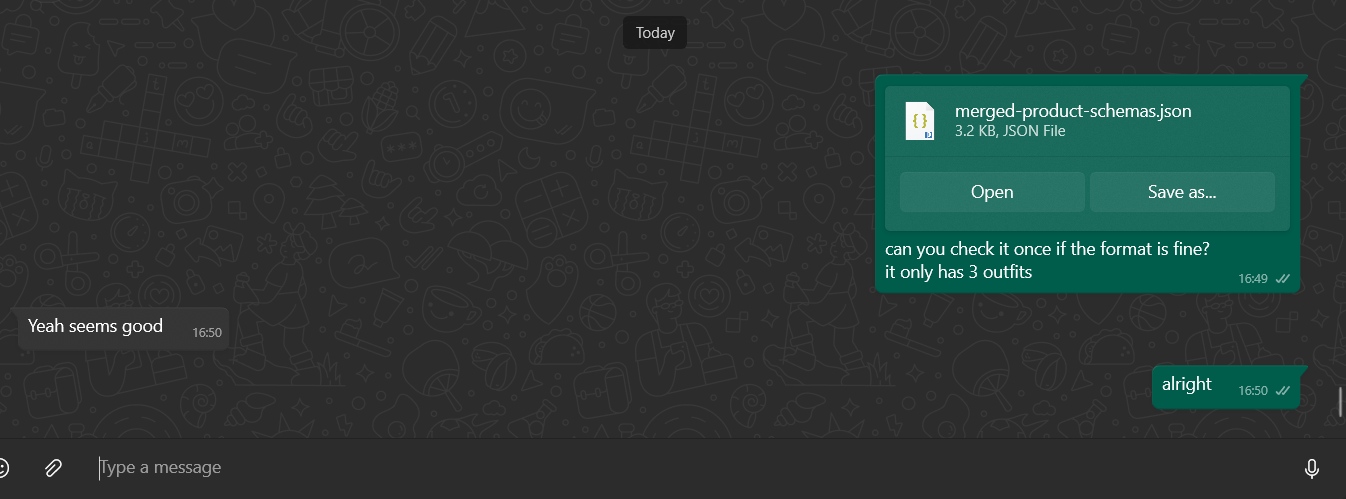 Today
merged-product-schemas.json
3.2 KB, JSON File
Open
Save as...
can you check it once if the format is fine?
it only has 3 outfits
16:49
Yeah seems good
16:50
alright
16:50
Type a message